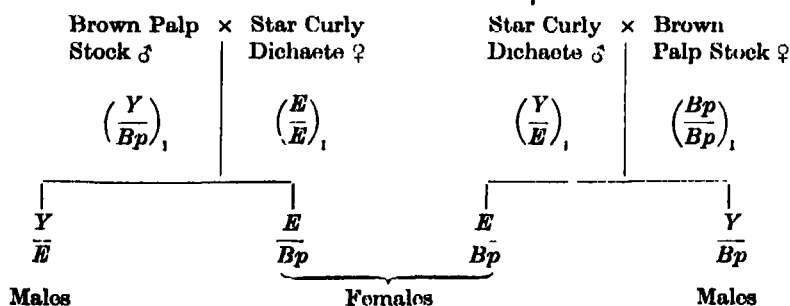 Brown Palp × Star Curly Star Curly × Brown
Stock ♂ Dichaete ♀ Dichaete ♂ Palp Stock ♀
(Y/Bp)₁ (E/E)₁ (Y/E)₁ (Bp/Bp)₁
Y/E E/Bp E/Bp Y/Bp
Males Females Males